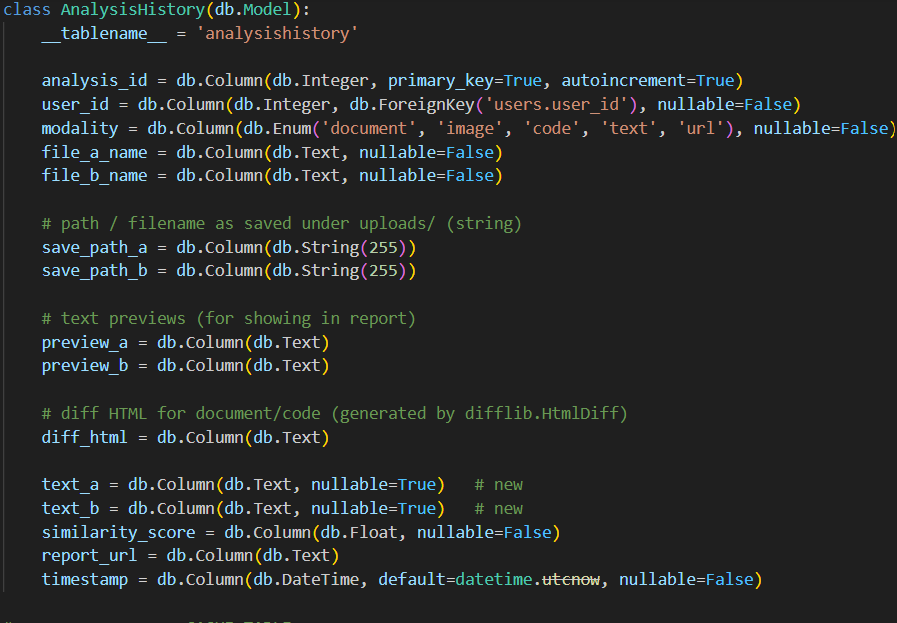 class AnalysisHistory(db.Model):
    __tablename__ = 'analysishistory'

    analysis_id = db.Column(db.Integer, primary_key=True, autoincrement=True)
    user_id = db.Column(db.Integer, db.ForeignKey('users.user_id'), nullable=False)
    modality = db.Column(db.Enum('document', 'image', 'code', 'text', 'url'), nullable=False)
    file_a_name = db.Column(db.Text, nullable=False)
    file_b_name = db.Column(db.Text, nullable=False)

    # path / filename as saved under uploads/ (string)
    save_path_a = db.Column(db.String(255))
    save_path_b = db.Column(db.String(255))

    # text previews (for showing in report)
    preview_a = db.Column(db.Text)
    preview_b = db.Column(db.Text)

    # diff HTML for document/code (generated by difflib.HtmlDiff)
    diff_html = db.Column(db.Text)

    text_a = db.Column(db.Text, nullable=True)   # new
    text_b = db.Column(db.Text, nullable=True)   # new
    similarity_score = db.Column(db.Float, nullable=False)
    report_url = db.Column(db.Text)
    timestamp = db.Column(db.DateTime, default=datetime.utcnow, nullable=False)